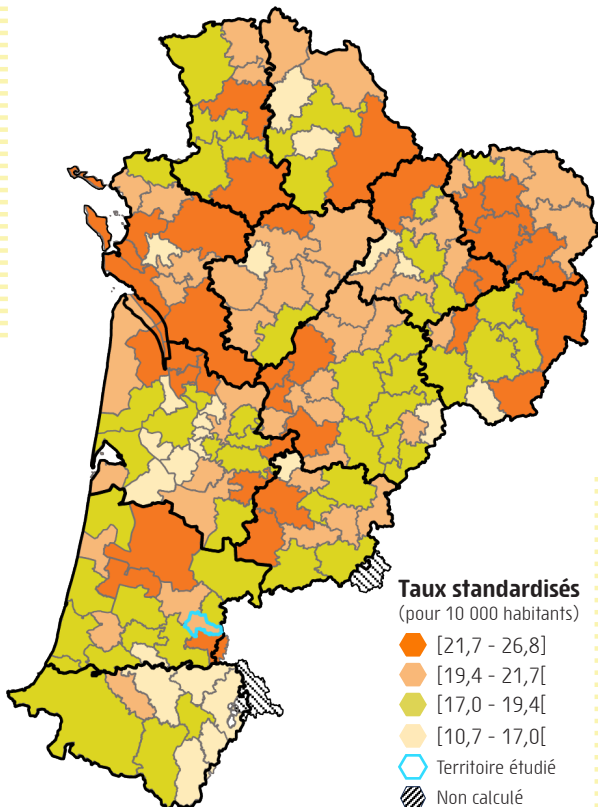 Taux standardisés
(pour 10 000 habitants)
[21,7 - 26,8]
[19,4 - 21,7[
[17,0 - 19,4[
[10,7 - 17,0[
Territoire étudié
Non calculé